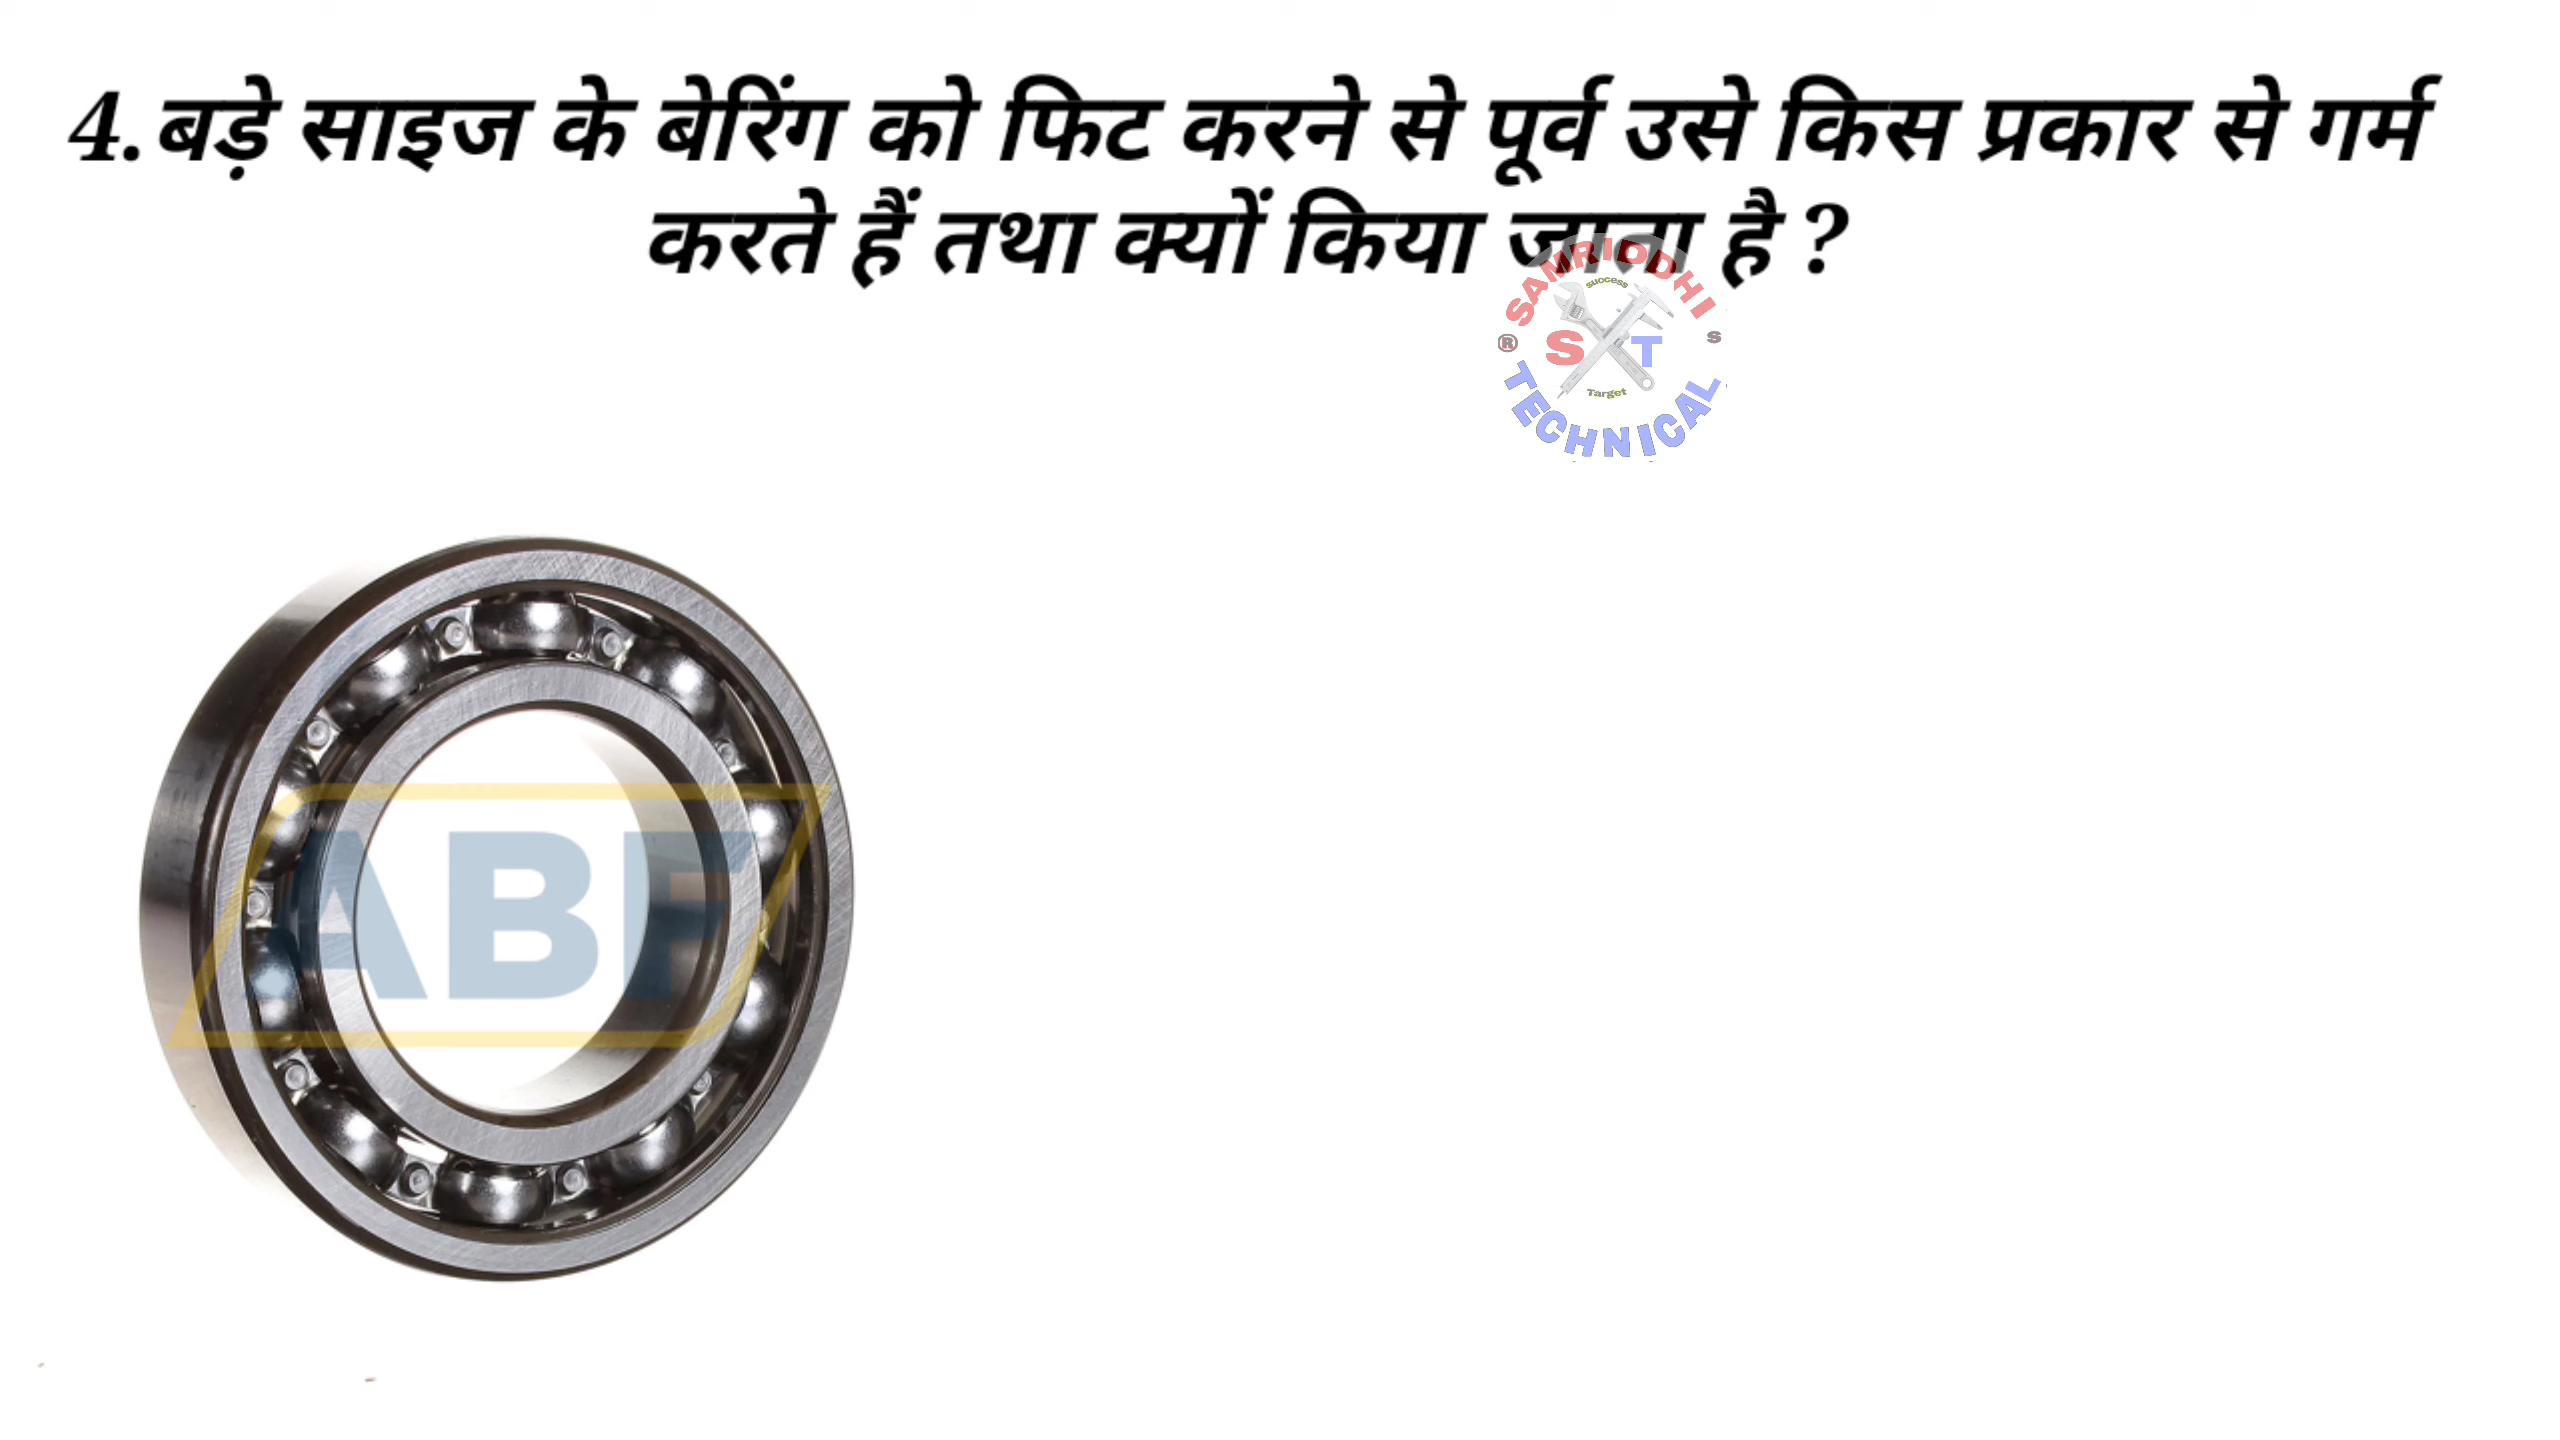 4.बड़े साइज के बेरिंग को फिट करने से पूर्व उसे किस प्रकार से गर्म
करते हैं तथा क्यों किया जाता है ?
SAMRIDDHI
success
® S T S
Target
TECHNICAL
ABF